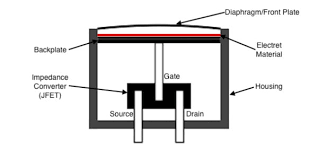 Diaphragm/Front Plate
Backplate
Electret
Material
Impedance
Converter
(JFET)
Gate
Housing
Source
Drain